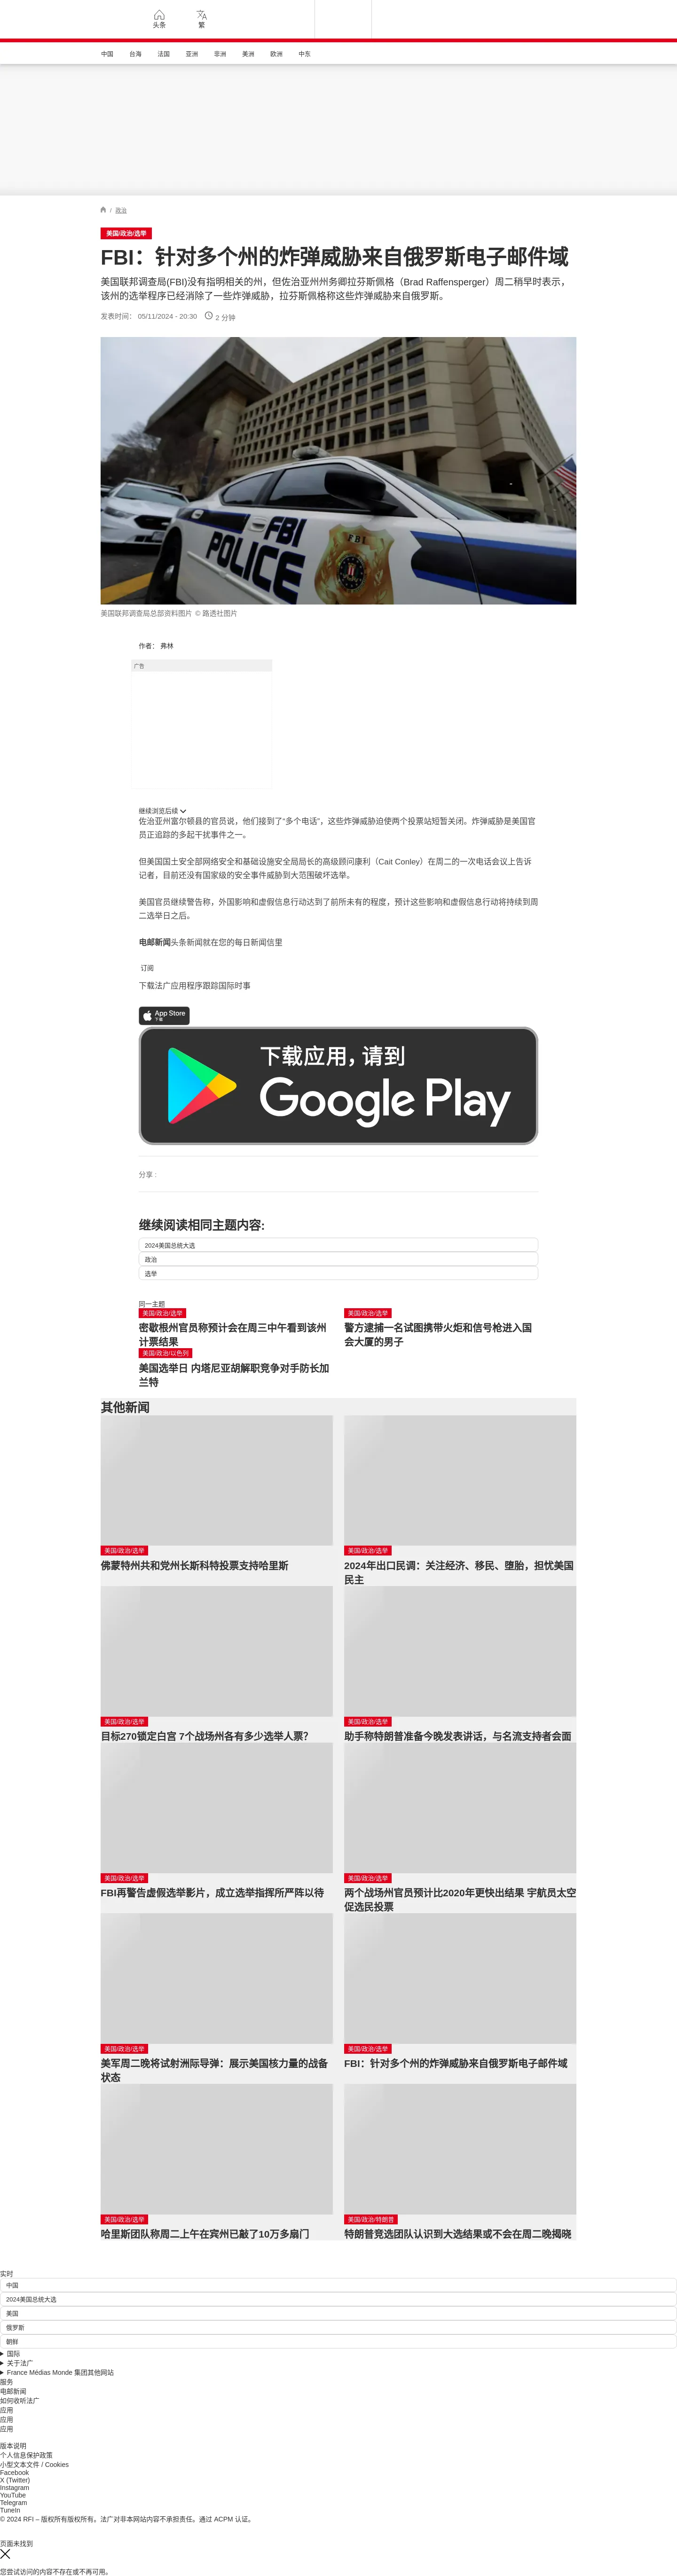 头条
繁
中国 台海 法国 亚洲 非洲 美洲 欧洲 中东
/ 政治
美国/政治/选举
FBI：针对多个州的炸弹威胁来自俄罗斯电子邮件域
美国联邦调查局(FBI)没有指明相关的州，但佐治亚州州务卿拉芬斯佩格（Brad Raffensperger）周二稍早时表示，
该州的选举程序已经消除了一些炸弹威胁，拉芬斯佩格称这些炸弹威胁来自俄罗斯。
发表时间： 05/11/2024 - 20:30 2 分钟
FBI
POLICE
美国联邦调查局总部资料图片 © 路透社图片
作者： 弗林
广告
继续浏览后续
佐治亚州富尔顿县的官员说，他们接到了“多个电话”，这些炸弹威胁迫使两个投票站短暂关闭。炸弹威胁是美国官
员正追踪的多起干扰事件之一。
但美国国土安全部网络安全和基础设施安全局局长的高级顾问康利（Cait Conley）在周二的一次电话会议上告诉
记者，目前还没有国家级的安全事件威胁到大范围破坏选举。
美国官员继续警告称，外国影响和虚假信息行动达到了前所未有的程度，预计这些影响和虚假信息行动将持续到周
二选举日之后。
电邮新闻头条新闻就在您的每日新闻信里
订阅
下载法广应用程序跟踪国际时事
App Store
下载
下载应用，请到
Google Play
分享 :
继续阅读相同主题内容:
2024美国总统大选
政治
选举
同一主题
美国/政治/选举
密歇根州官员称预计会在周三中午看到该州
计票结果
美国/政治/选举
警方逮捕一名试图携带火炬和信号枪进入国
会大厦的男子
美国/政治/以色列
美国选举日 内塔尼亚胡解职竞争对手防长加
兰特
其他新闻
美国/政治/选举
佛蒙特州共和党州长斯科特投票支持哈里斯
美国/政治/选举
2024年出口民调：关注经济、移民、堕胎，担忧美国
民主
美国/政治/选举
目标270锁定白宫 7个战场州各有多少选举人票?
美国/政治/选举
助手称特朗普准备今晚发表讲话，与名流支持者会面
美国/政治/选举
FBI再警告虚假选举影片，成立选举指挥所严阵以待
美国/政治/选举
两个战场州官员预计比2020年更快出结果 宇航员太空
促选民投票
美国/政治/选举
美军周二晚将试射洲际导弹：展示美国核力量的战备
状态
美国/政治/选举
FBI：针对多个州的炸弹威胁来自俄罗斯电子邮件域
美国/政治/选举
哈里斯团队称周二上午在宾州已敲了10万多扇门
美国/政治/特朗普
特朗普竞选团队认识到大选结果或不会在周二晚揭晓
实时
中国
2024美国总统大选
美国
俄罗斯
朝鲜
国际
关于法广
France Médias Monde 集团其他网站
服务
电邮新闻
如何收听法广
应用
应用
应用
版本说明
个人信息保护政策
小型文本文件 / Cookies
Facebook
X (Twitter)
Instagram
YouTube
Telegram
TuneIn
© 2024 RFI – 版权所有版权所有。法广对非本网站内容不承担责任。通过 ACPM 认证。
页面未找到
您尝试访问的内容不存在或不再可用。